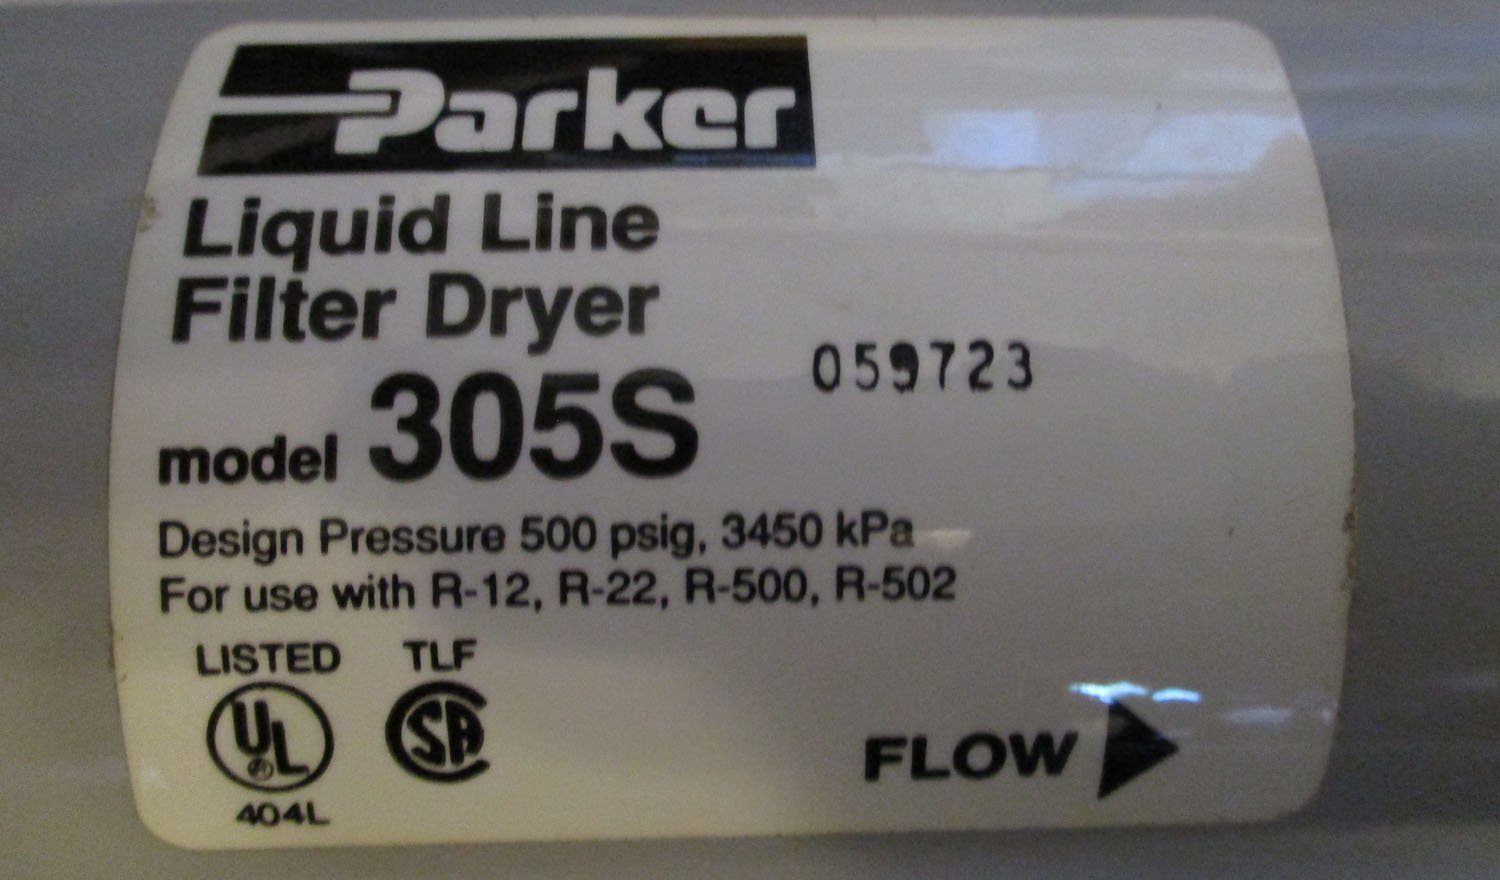 Parker
Liquid Line
Filter Dryer
059723
model 305S
Design Pressure 500 psig, 3450 kPa
For use with R-12, R-22, R-500, R-502
LISTED TLF
UL ® SA
404L
FLOW